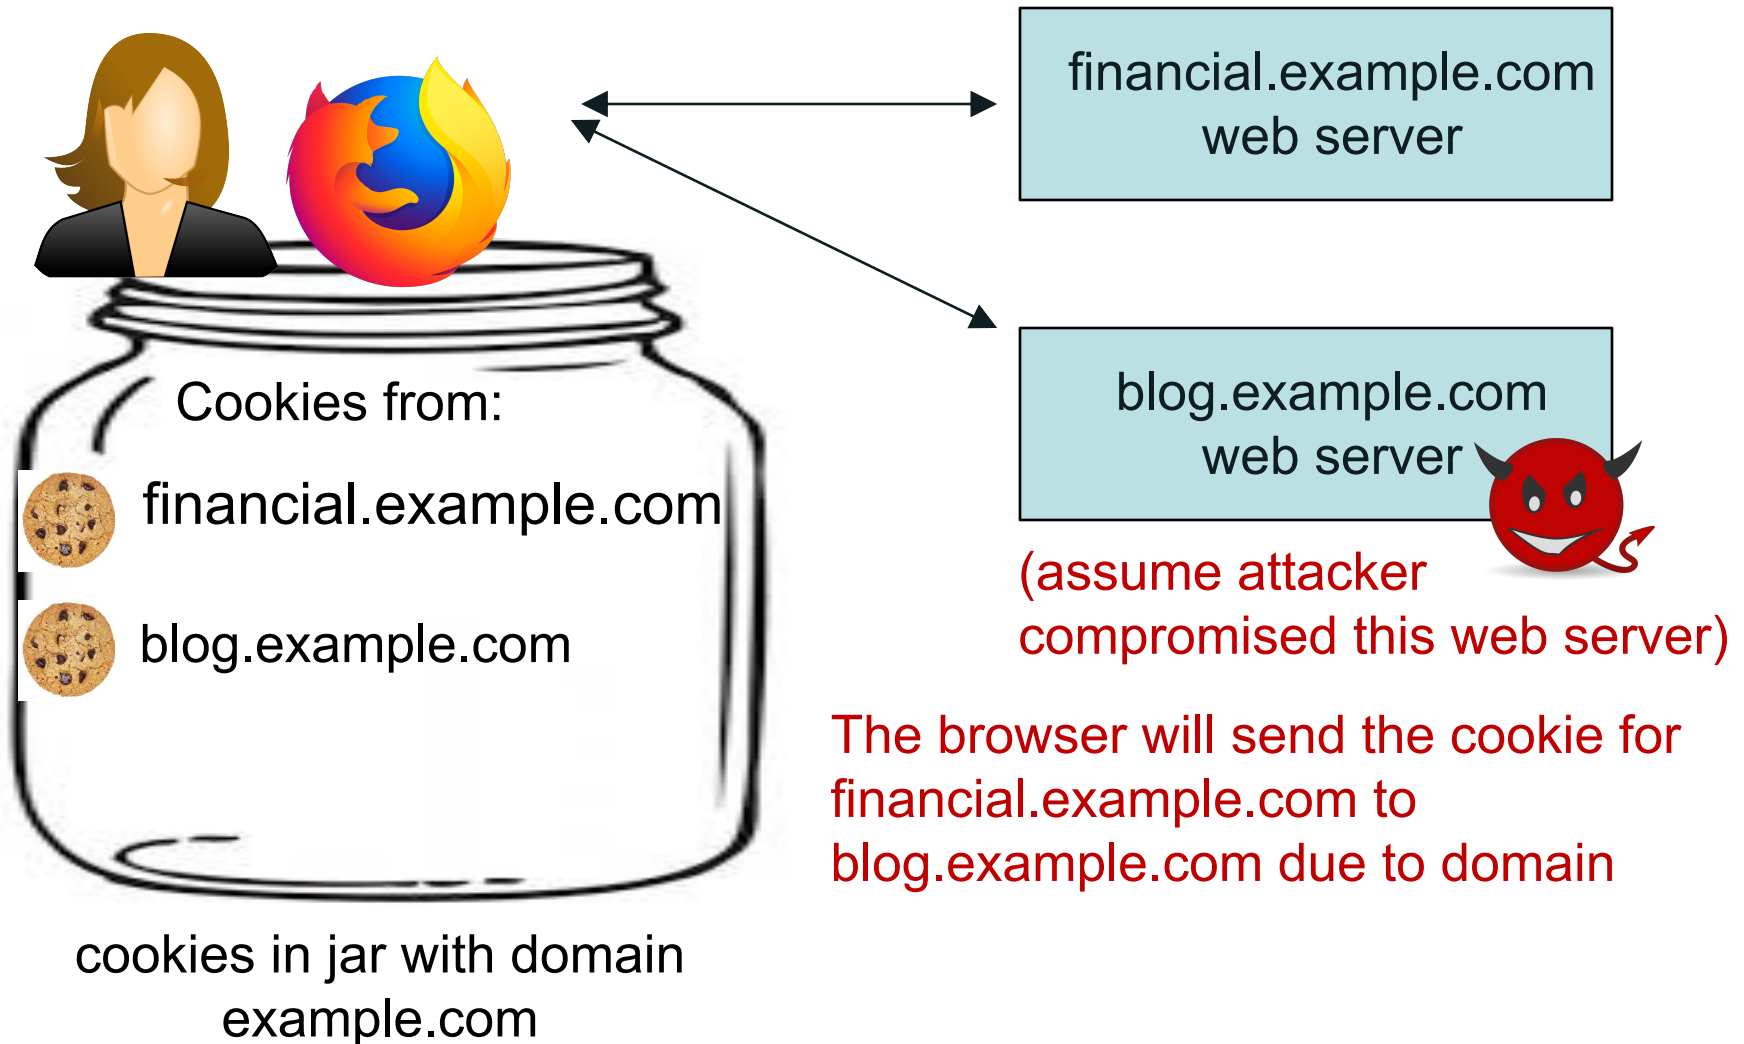 financial.example.com
web server
blog.example.com
web server
(assume attacker
compromised this web server)
Cookies from:
financial.example.com
blog.example.com
The browser will send the cookie for
financial.example.com to
blog.example.com due to domain
cookies in jar with domain
example.com